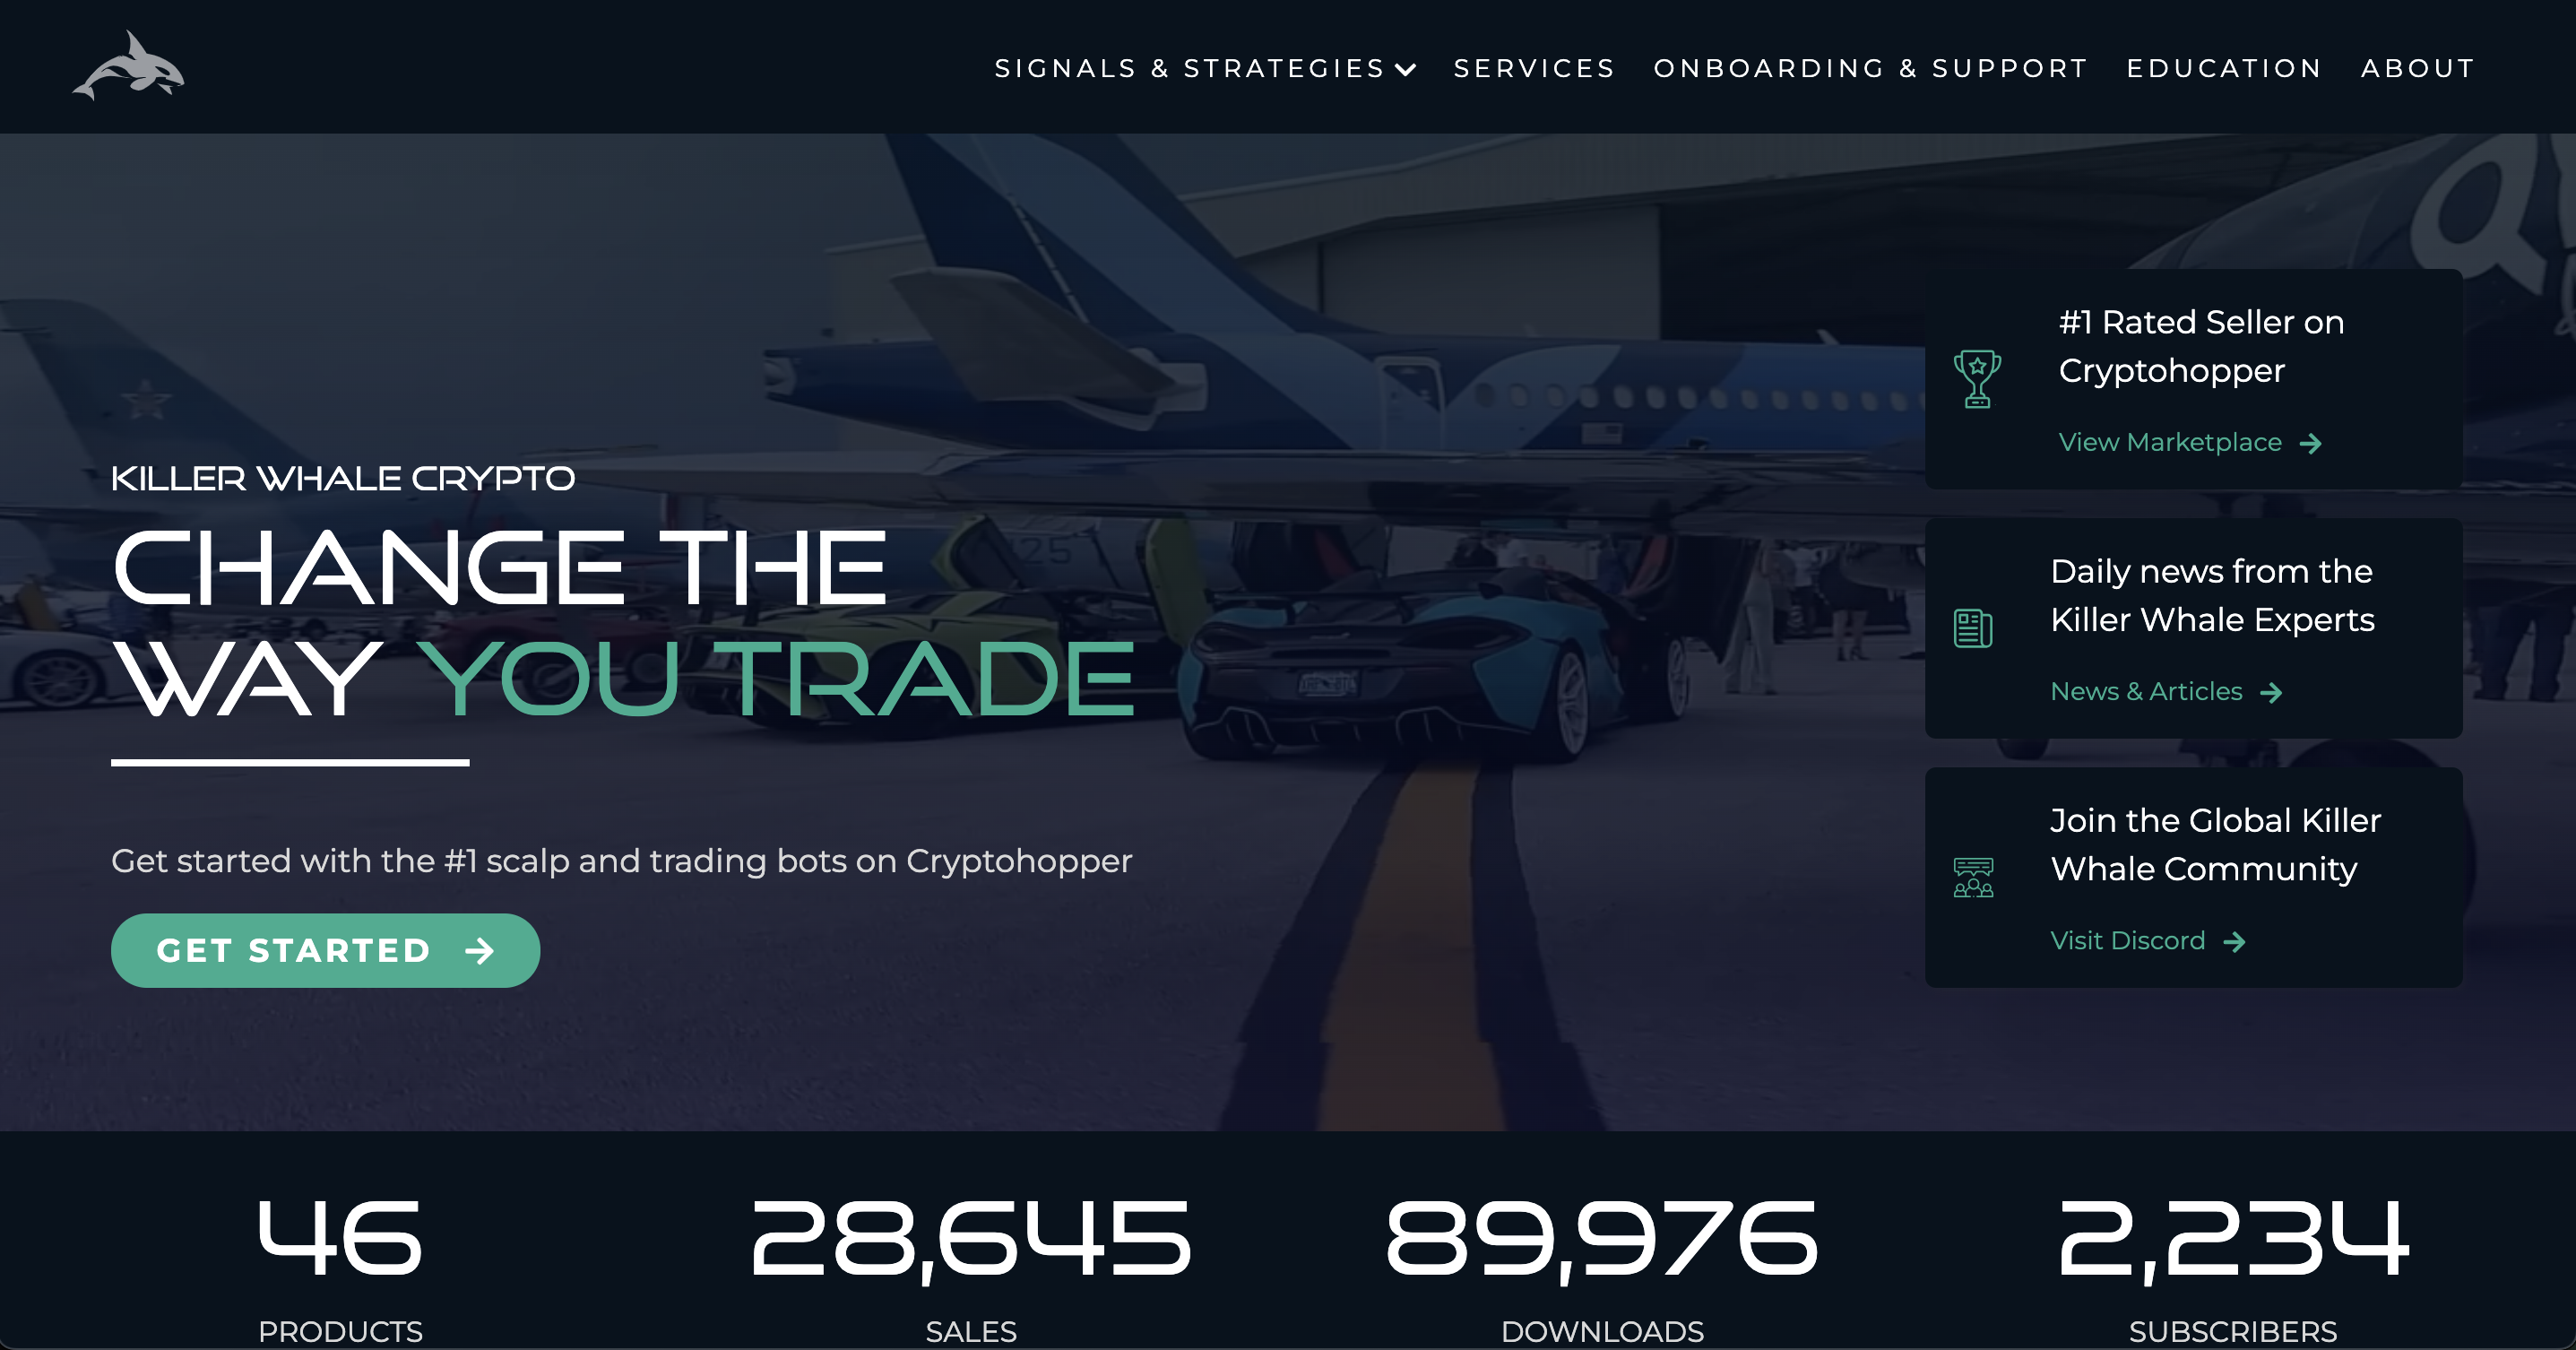 SIGNALS & STRATEGIES
SERVICES
ONBOARDING & SUPPORT
EDUCATION
ABOUT
KILLER WHALE CRYPTO
CHANGE THE
WAY YOU TRADE
Get started with the #1 scalp and trading bots on Cryptohopper
GET STARTED
#1 Rated Seller on
Cryptohopper
View Marketplace
Daily news from the
Killer Whale Experts
News & Articles
Join the Global Killer
Whale Community
Visit Discord
46
PRODUCTS
28,645
SALES
89,976
DOWNLOADS
2,234
SUBSCRIBERS